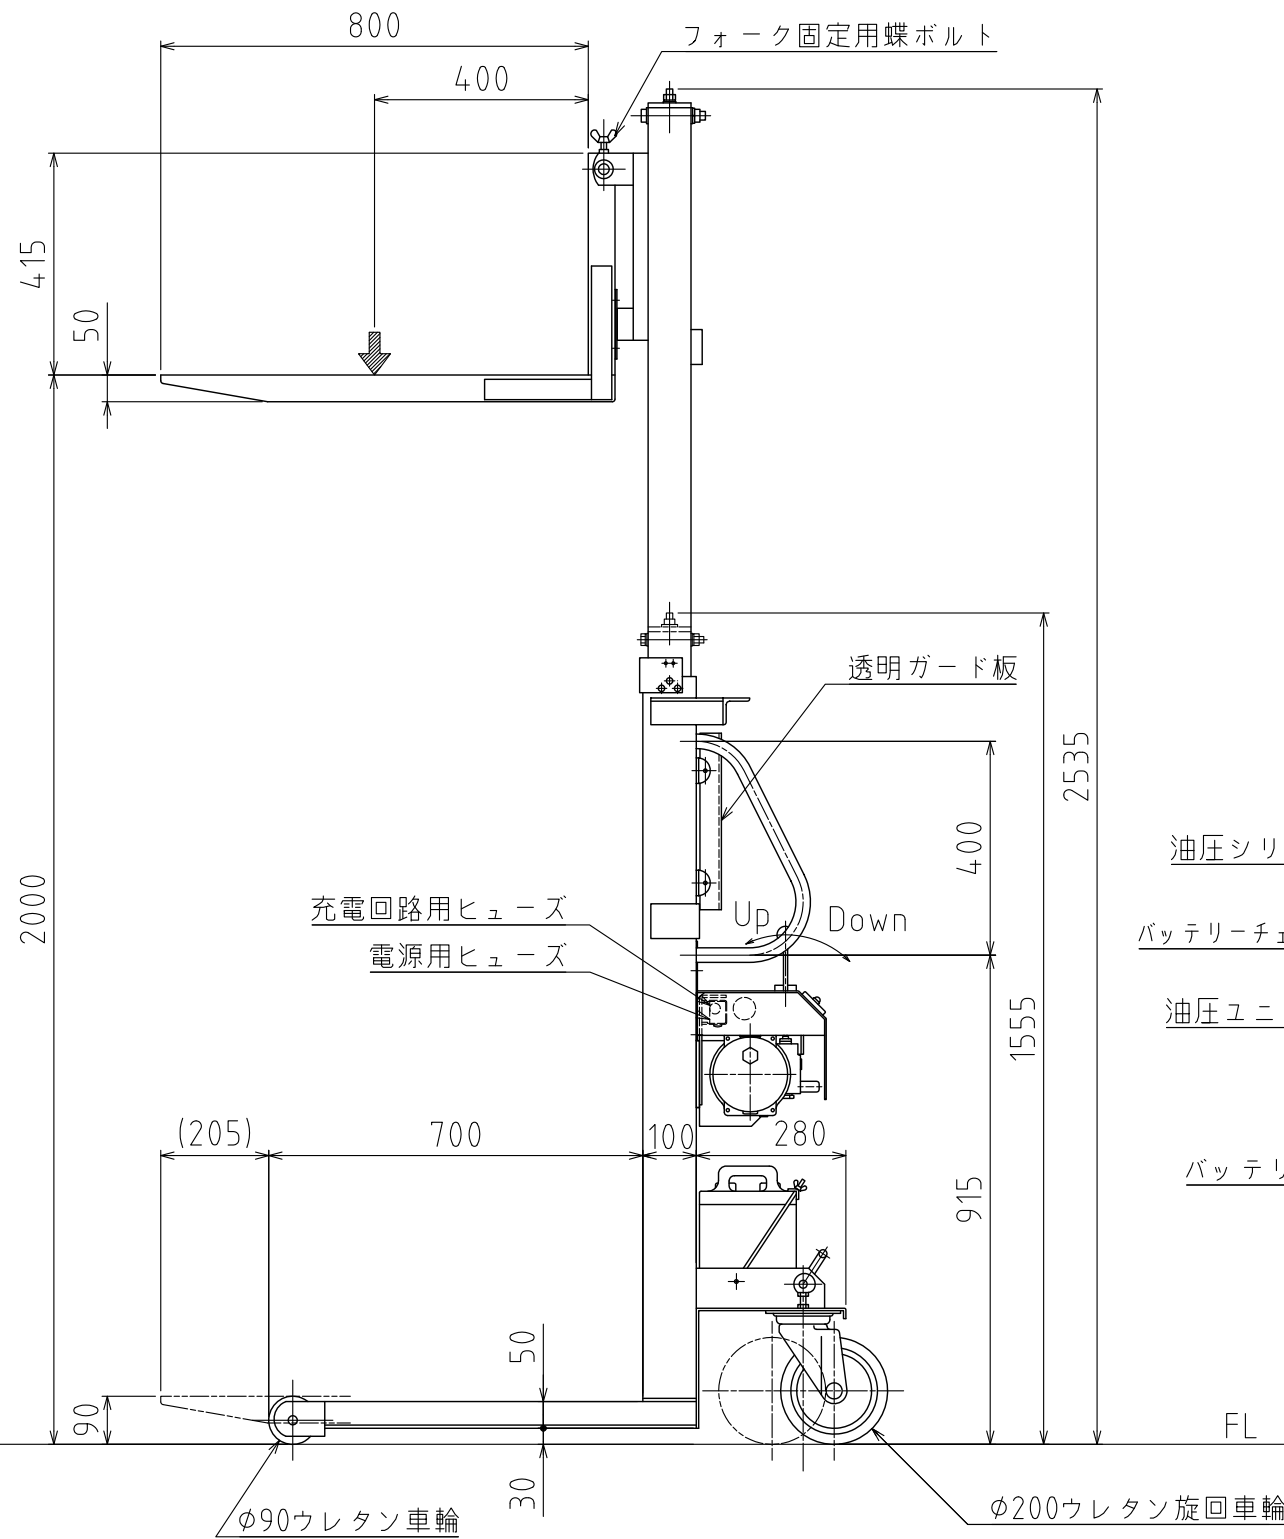 800
フォーク固定用蝶ボルト
400
415
50
透明ガード板
2535
400
油圧シリ
2000
充電回路用ヒューズ
Up
Down
電源用ヒューズ
バッテリーチェ
油圧ユニ
1555
(205)
700
100
280
バッテリ
915
50
90
FL
30
φ90ウレタン車輪
φ200ウレタン旋回車輪